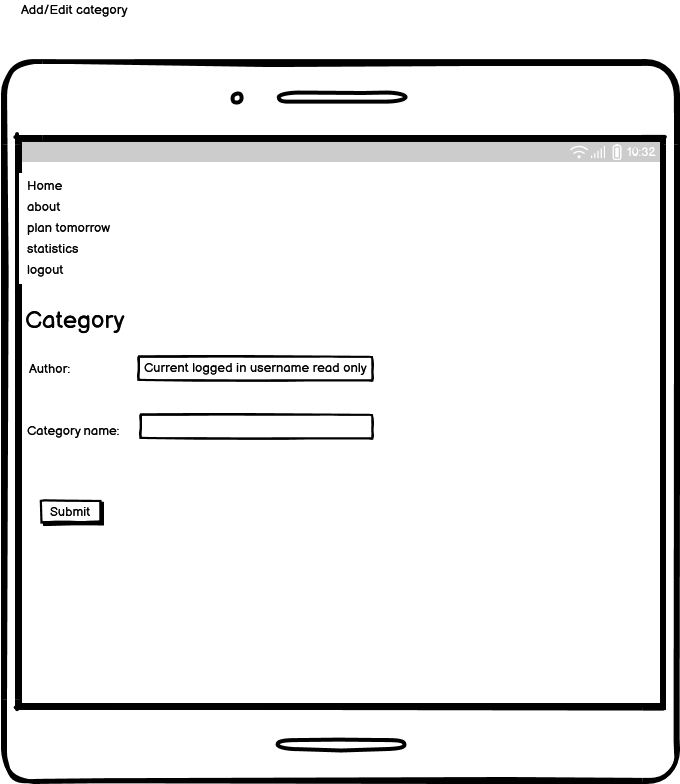 Add/Edit category
10:32
Home
about
plan tomorrow
statistics
logout
Category
Author: Current logged in username read only
Category name:
Submit